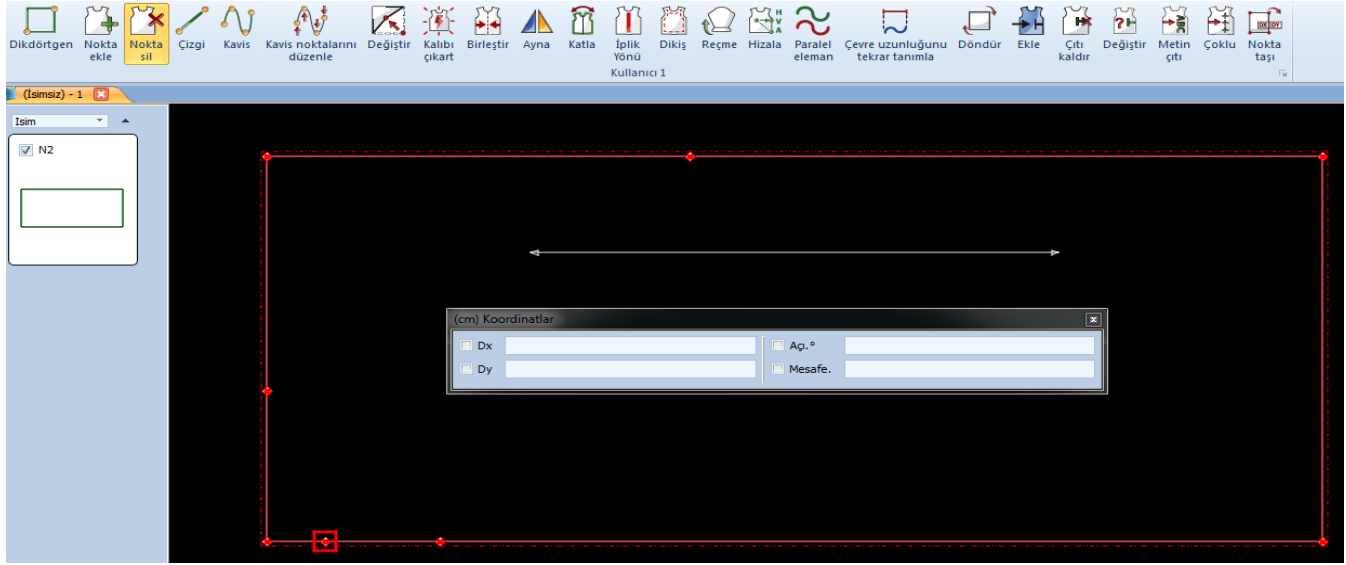 Dikdörtgen Nokta ekle Nokta sil Çizgi Kavis Kavis noktalarını düzenle Değiştir Kalıbı çıkart Birleştir Ayna Katla İplik Yönü Dikiş Reçme Hizala Paralel eleman Çevre uzunluğunu tekrar tanımla Döndür Ekle Çıtı kaldır Değiştir Metin çıtı Çoklu Nokta taşı
Kullanıcı 1
(İsimsiz) - 1
Isim
N2
(cm) Koordinatlar
Dx Açı.°
Dy Mesafe.